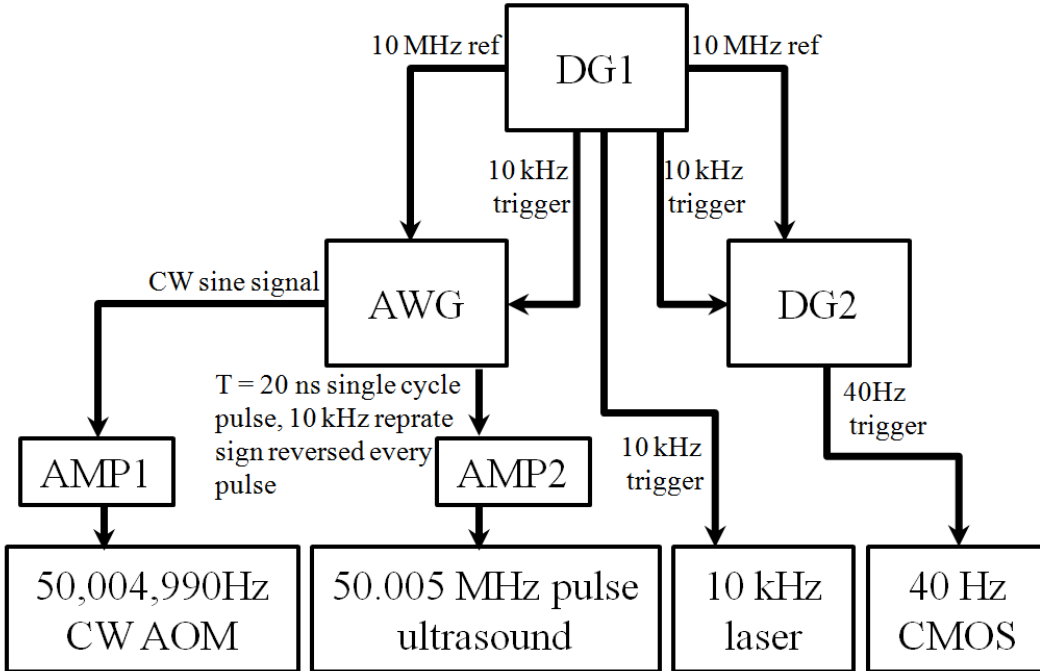 10 MHz ref
DG1
10 MHz ref
10 kHz
trigger
10 kHz
trigger
CW sine signal
AWG
DG2
T = 20 ns single cycle
pulse, 10 kHz reprate
sign reversed every
pulse
40Hz
trigger
10 kHz
trigger
AMP1
AMP2
50,004,990Hz
CW AOM
50.005 MHz pulse
ultrasound
10 kHz
laser
40 Hz
CMOS